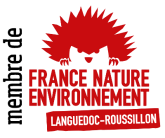 membre de
FRANCE NATURE
ENVIRONNEMENT
LANGUEDOC-ROUSSILLON